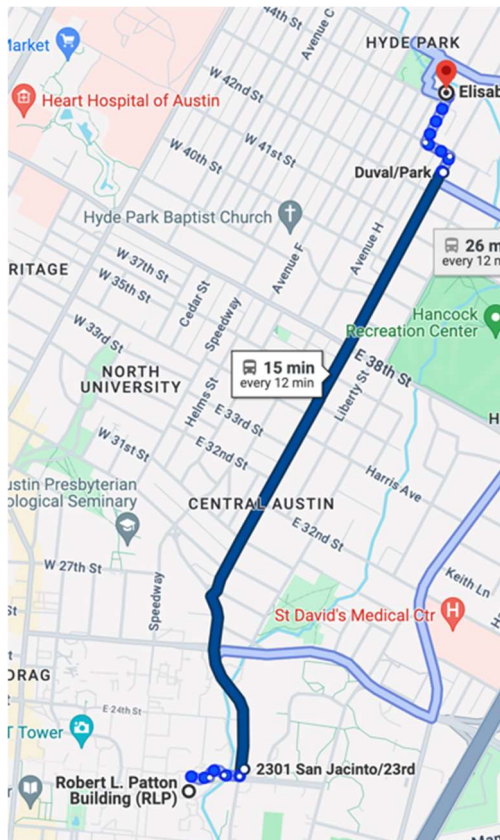 44th St
Avenue C
HYDE PARK
Market
W 42nd St
Elisab
Heart Hospital of Austin
W 41st St
W 40th St
Duval/Park
Hyde Park Baptist Church
Avenue H
26 m
every 12 m
RITAGE
W 37th St
Avenue F
W 35th St
Cedar St
Speedway
Hancock
Recreation Center
W 33rd St
15 min
every 12 min
E 38th St
NORTH
UNIVERSITY
Helms St
Liberty St
E 33rd St
W 31st St
E 32nd St
Harris Ave
ustin Presbyterian
ological Seminary
CENTRAL AUSTIN
E 32nd St
W 27th St
Speedway
Keith Ln
St David's Medical Ctr
H
DRAG
E 24th St
T Tower
2301 San Jacinto/23rd
Robert L. Patton
Building (RLP)